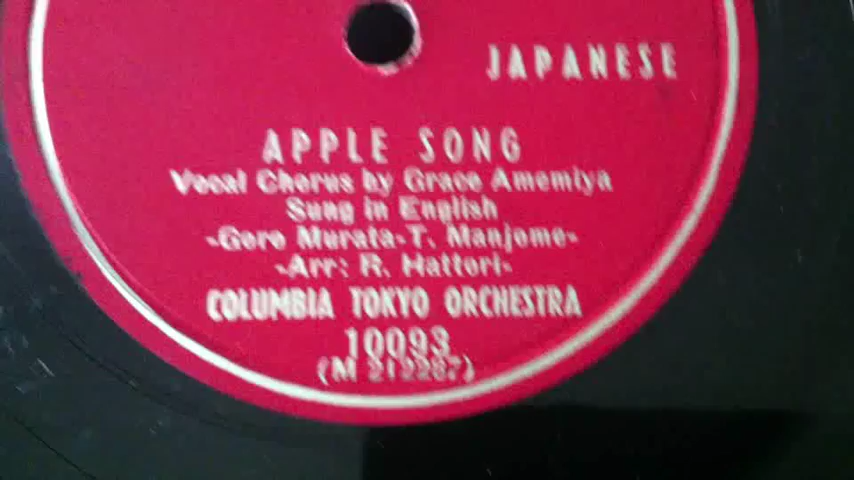 JAPANESE
APPLE SONG
Vocal Chorus by Grace Amemiya
Sung in English
-Goro Murata-T. Manjome-
-Arr: R. Hattori-
COLUMBIA TOKYO ORCHESTRA
10093
(M 212287)